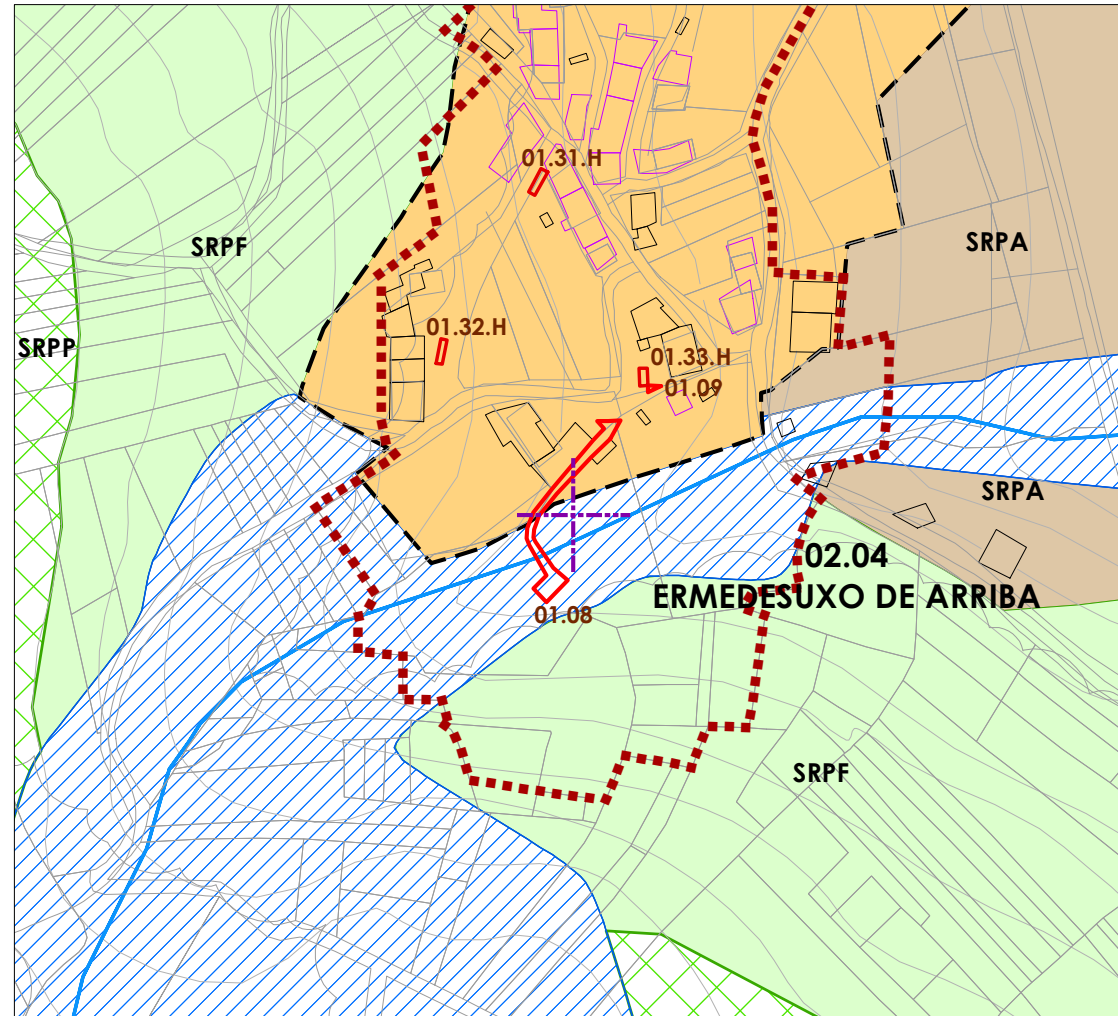 01.31.H
SRPF
SRPA
01.32.H
SRPP
01.33.H
01.09
SRPA
02.04
ERMEDESUXO DE ARRIBA
01.08
SRPF